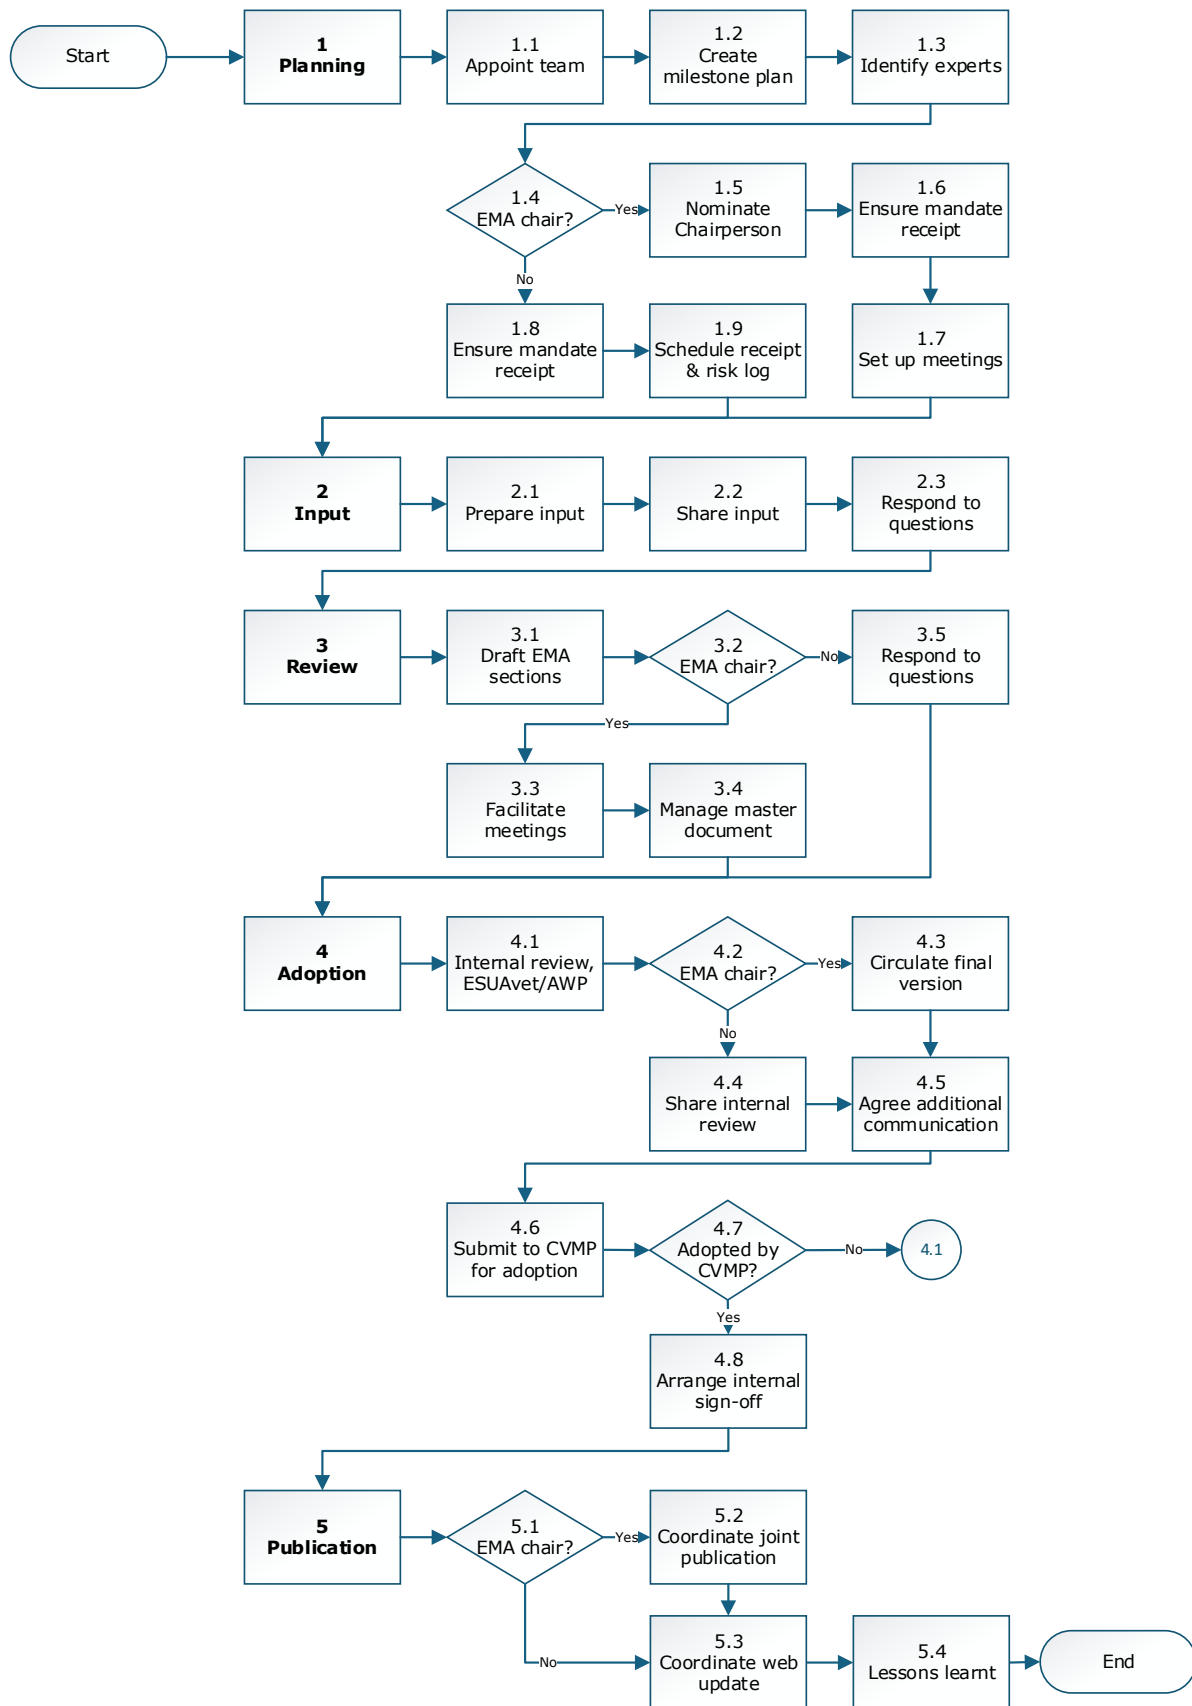 Start
1
Planning
1.1
Appoint team
1.2
Create
milestone plan
1.3
Identify experts
1.4
EMA chair?
Yes
1.5
Nominate
Chairperson
1.6
Ensure mandate
receipt
No
1.8
Ensure mandate
receipt
1.9
Schedule receipt
& risk log
1.7
Set up meetings
2
Input
2.1
Prepare input
2.2
Share input
2.3
Respond to
questions
3
Review
3.1
Draft EMA
sections
3.2
EMA chair?
No
3.5
Respond to
questions
Yes
3.3
Facilitate
meetings
3.4
Manage master
document
4
Adoption
4.1
Internal review,
ESUAvet/AWP
4.2
EMA chair?
Yes
4.3
Circulate final
version
No
4.4
Share internal
review
4.5
Agree additional
communication
4.6
Submit to CVMP
for adoption
4.7
Adopted by
CVMP?
No
4.1
Yes
4.8
Arrange internal
sign-off
5
Publication
5.1
EMA chair?
Yes
5.2
Coordinate joint
publication
No
5.3
Coordinate web
update
5.4
Lessons learnt
End